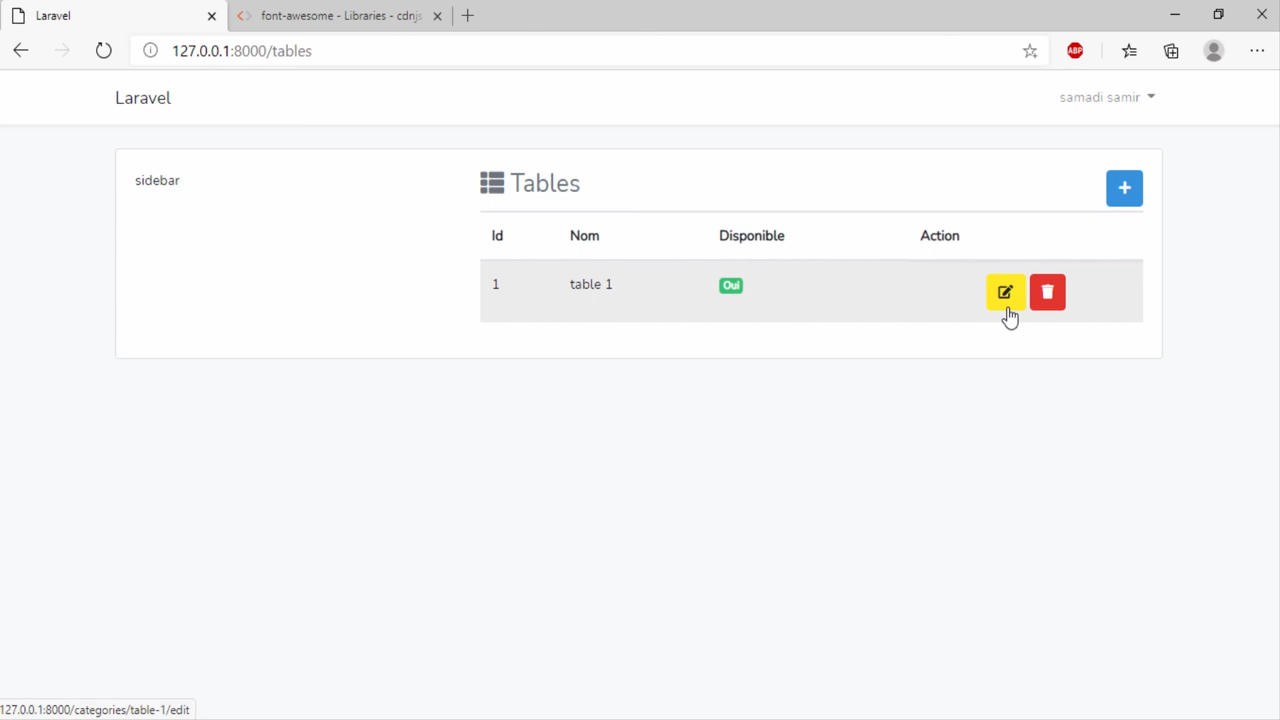 Laravel
font-awesome - Libraries - cdnjs
127.0.0.1:8000/tables
ABP
Laravel
samadi samir
sidebar
Tables
Id Nom Disponible Action
1 table 1 Oui
127.0.0.1:8000/categories/table-1/edit